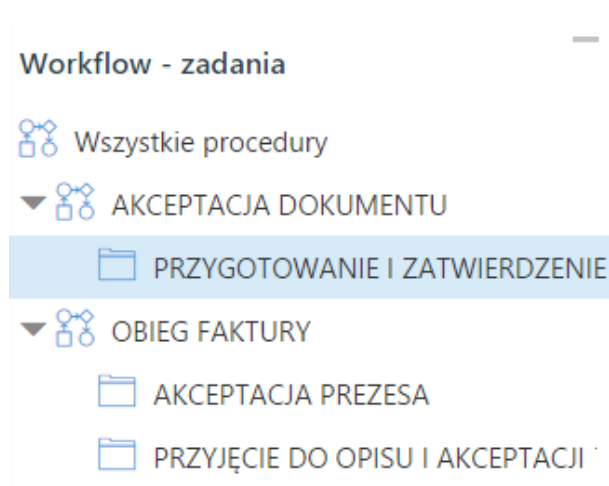 Workflow - zadania
Wszystkie procedury
AKCEPTACJA DOKUMENTU
PRZYGOTOWANIE I ZATWIERDZENIE
OBIEG FAKTURY
AKCEPTACJA PREZESA
PRZYJĘCIE DO OPISU I AKCEPTACJI